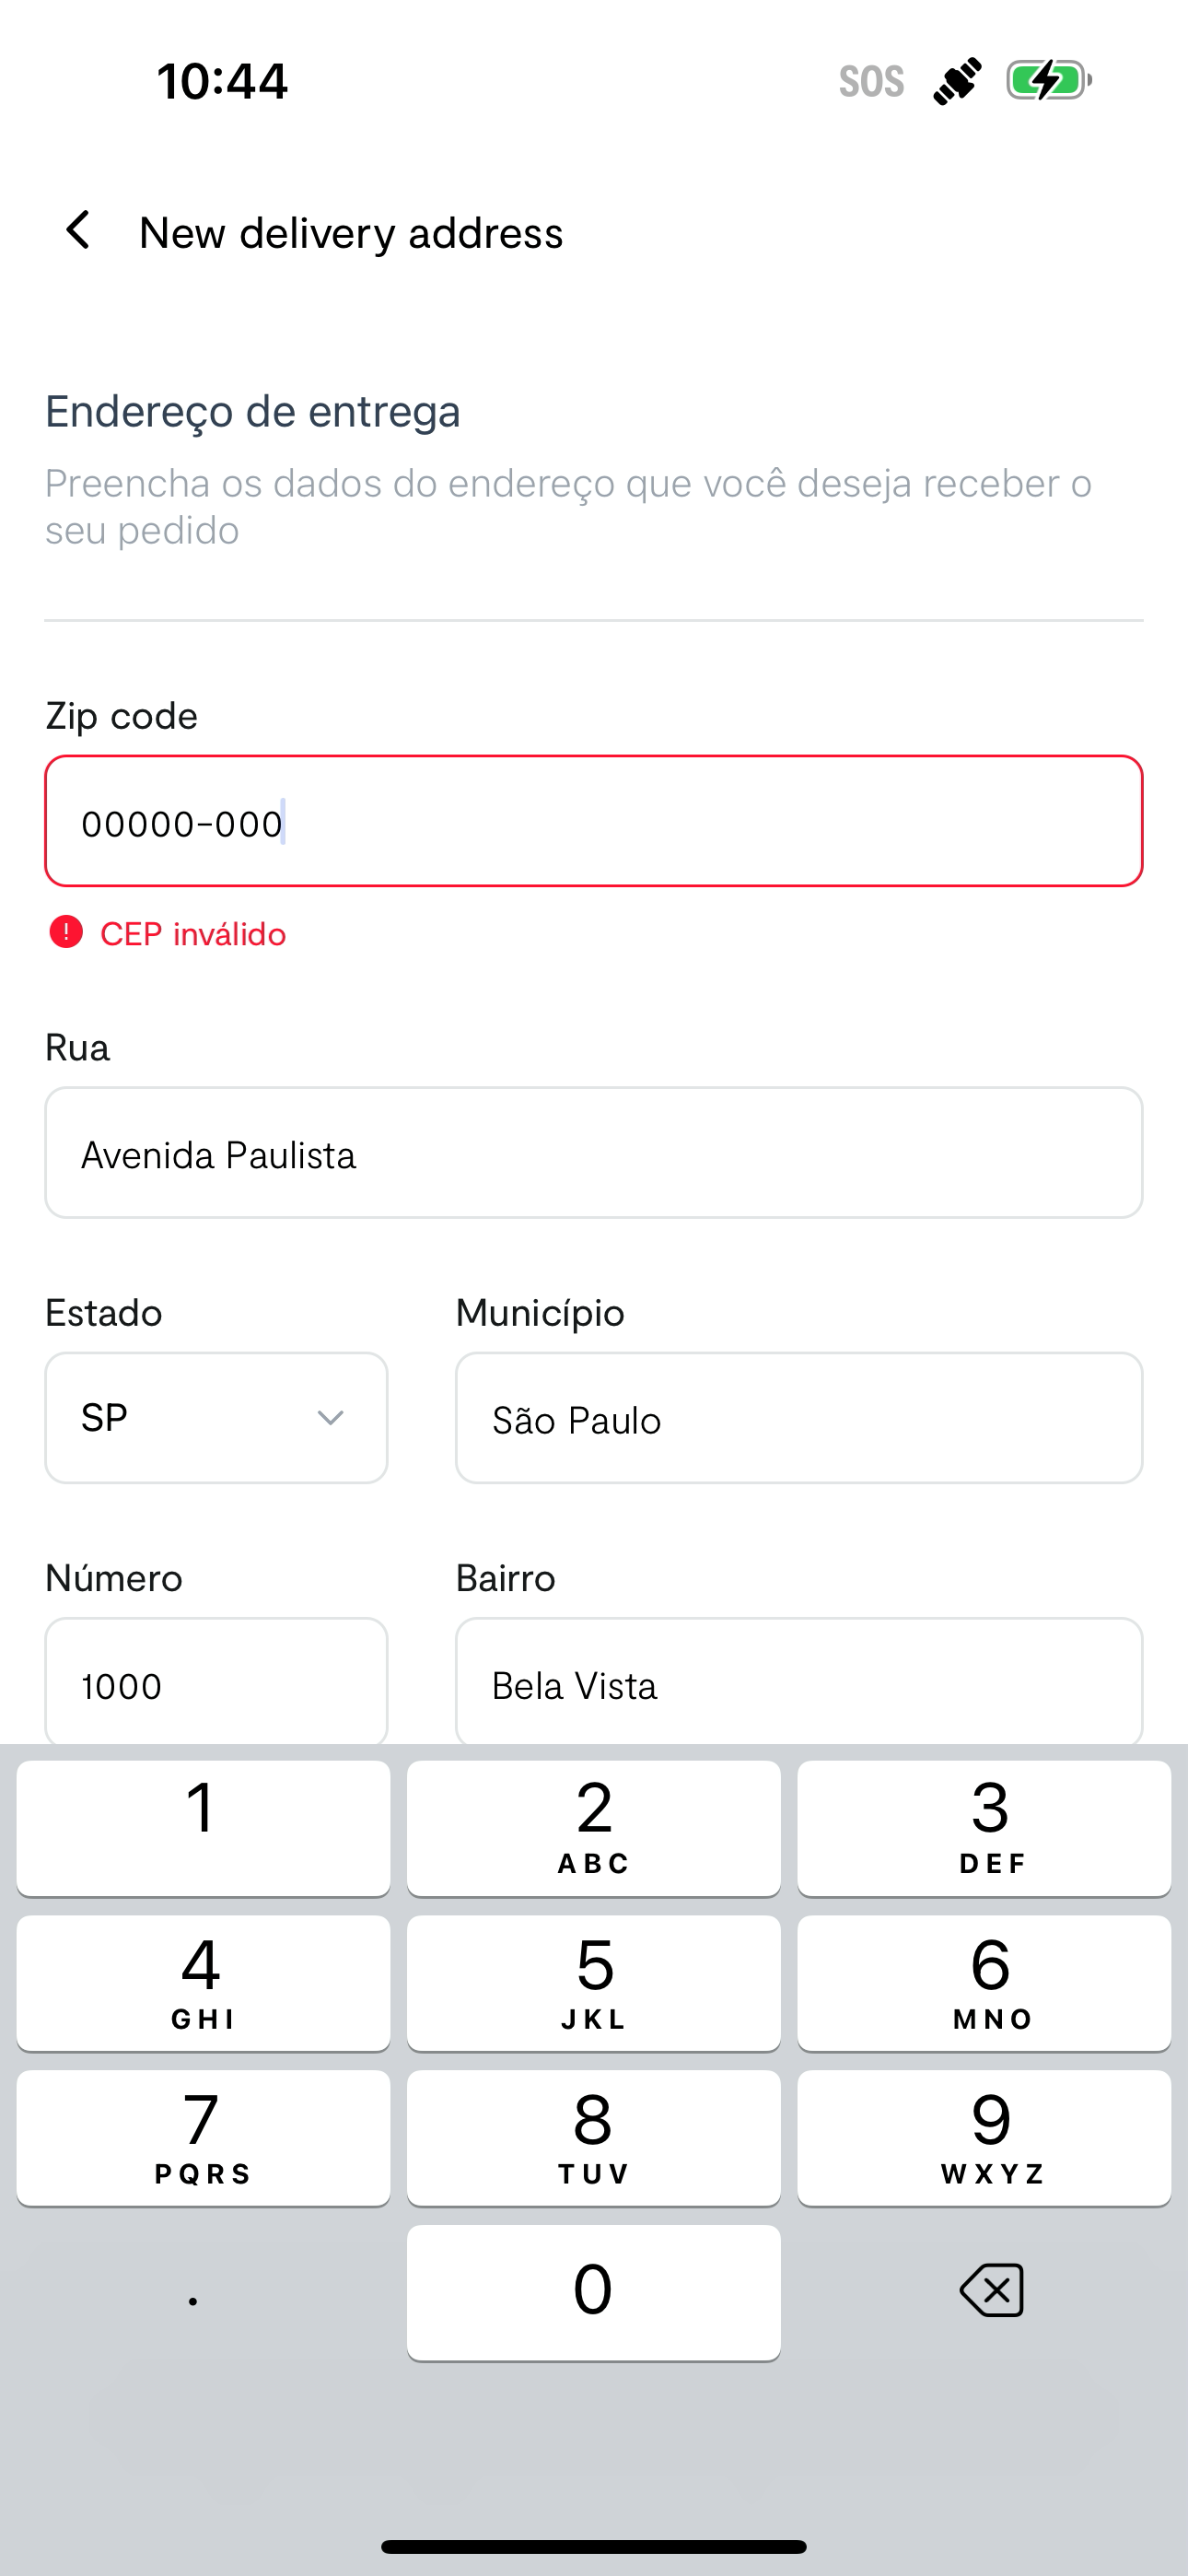 10:44 SOS
New delivery address
Endereço de entrega
Preencha os dados do endereço que você deseja receber o
seu pedido
Zip code
00000-000
! CEP inválido
Rua
Avenida Paulista
Estado Município
SP São Paulo
Número Bairro
1000 Bela Vista
1 2 3
ABC DEF
4 5 6
GHI JKL MNO
7 8 9
PQRS TUV WXYZ
. 0